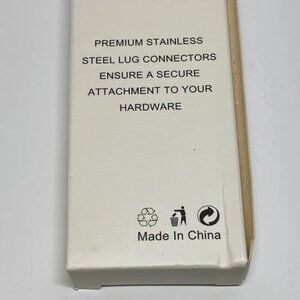 PREMIUM STAINLESS
STEEL LUG CONNECTORS
ENSURE A SECURE
ATTACHMENT TO YOUR
HARDWARE
Made In China